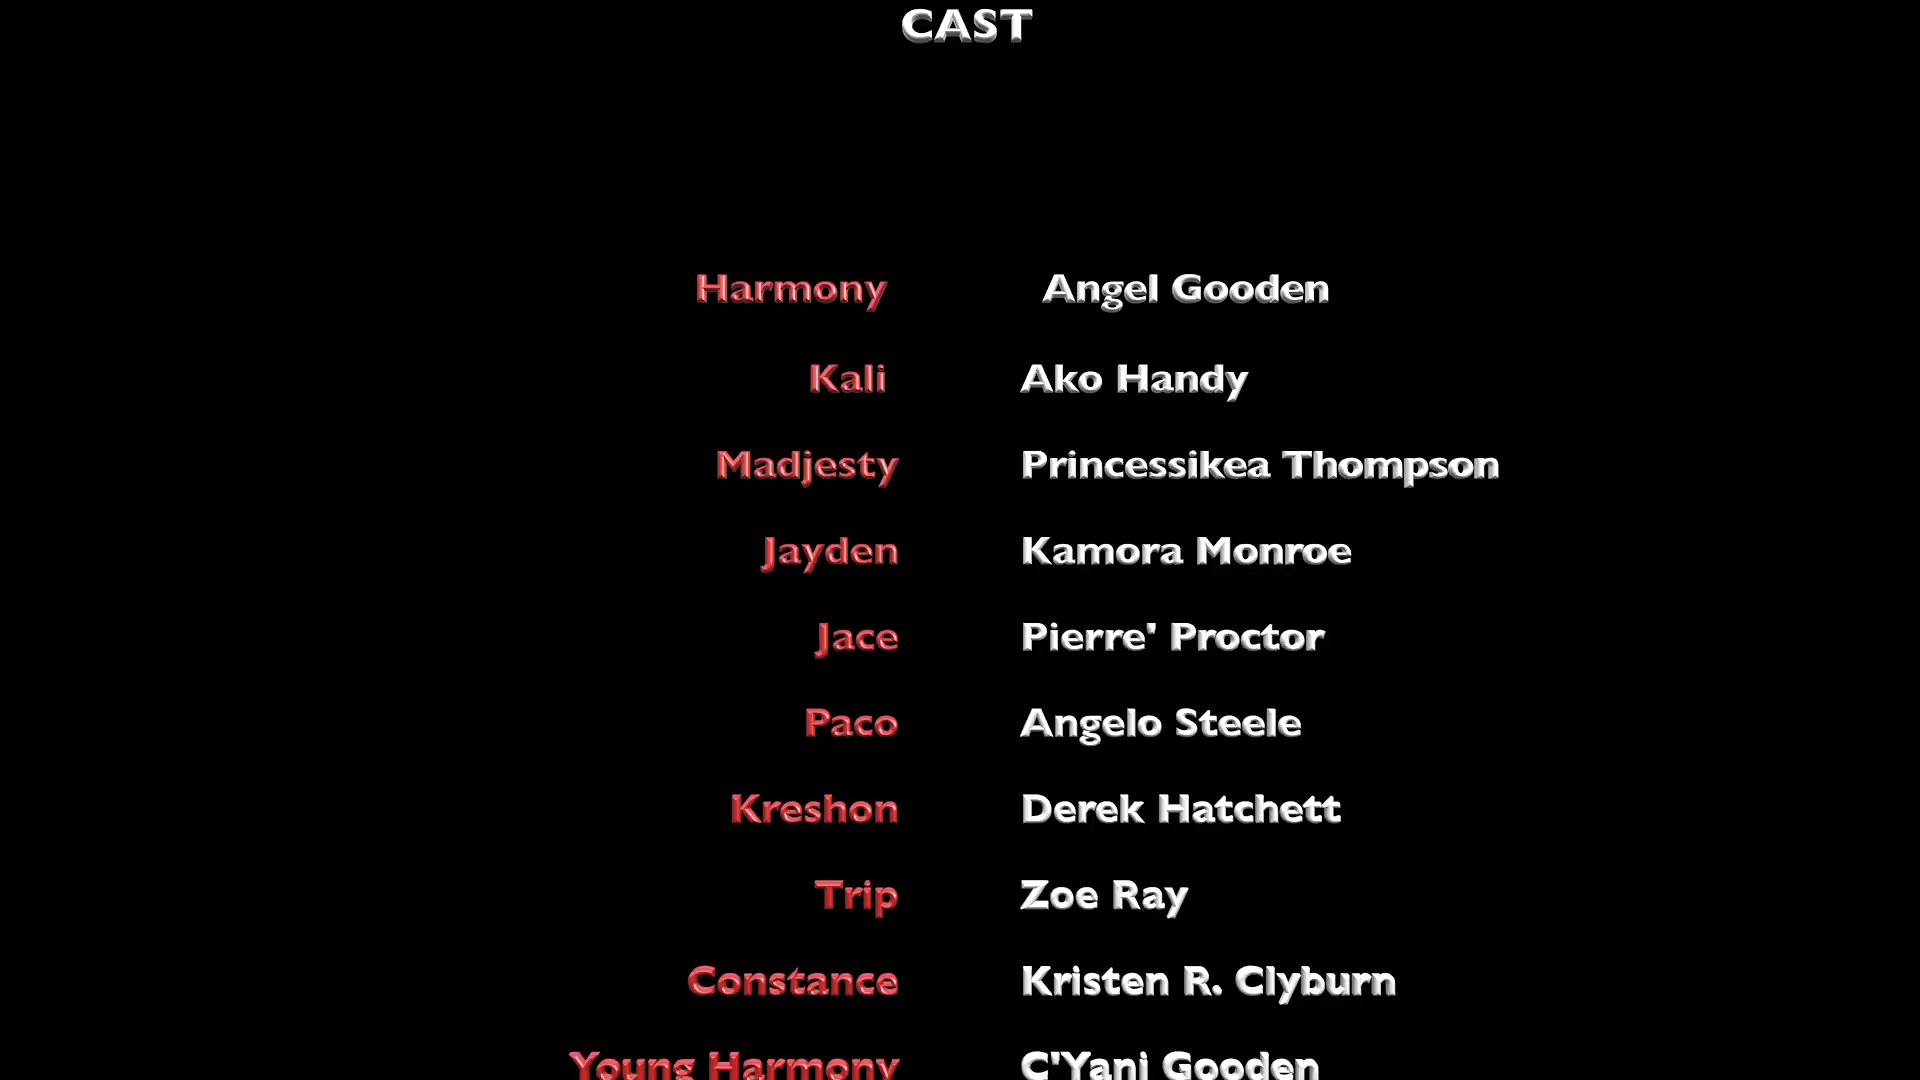 CAST
Harmony Angel Gooden
Kali Ako Handy
Madjesty Princessikea Thompson
Jayden Kamora Monroe
Jace Pierre' Proctor
Paco Angelo Steele
Kreshon Derek Hatchett
Trip Zoe Ray
Constance Kristen R. Clyburn
Young Harmony C'Yani Gooden